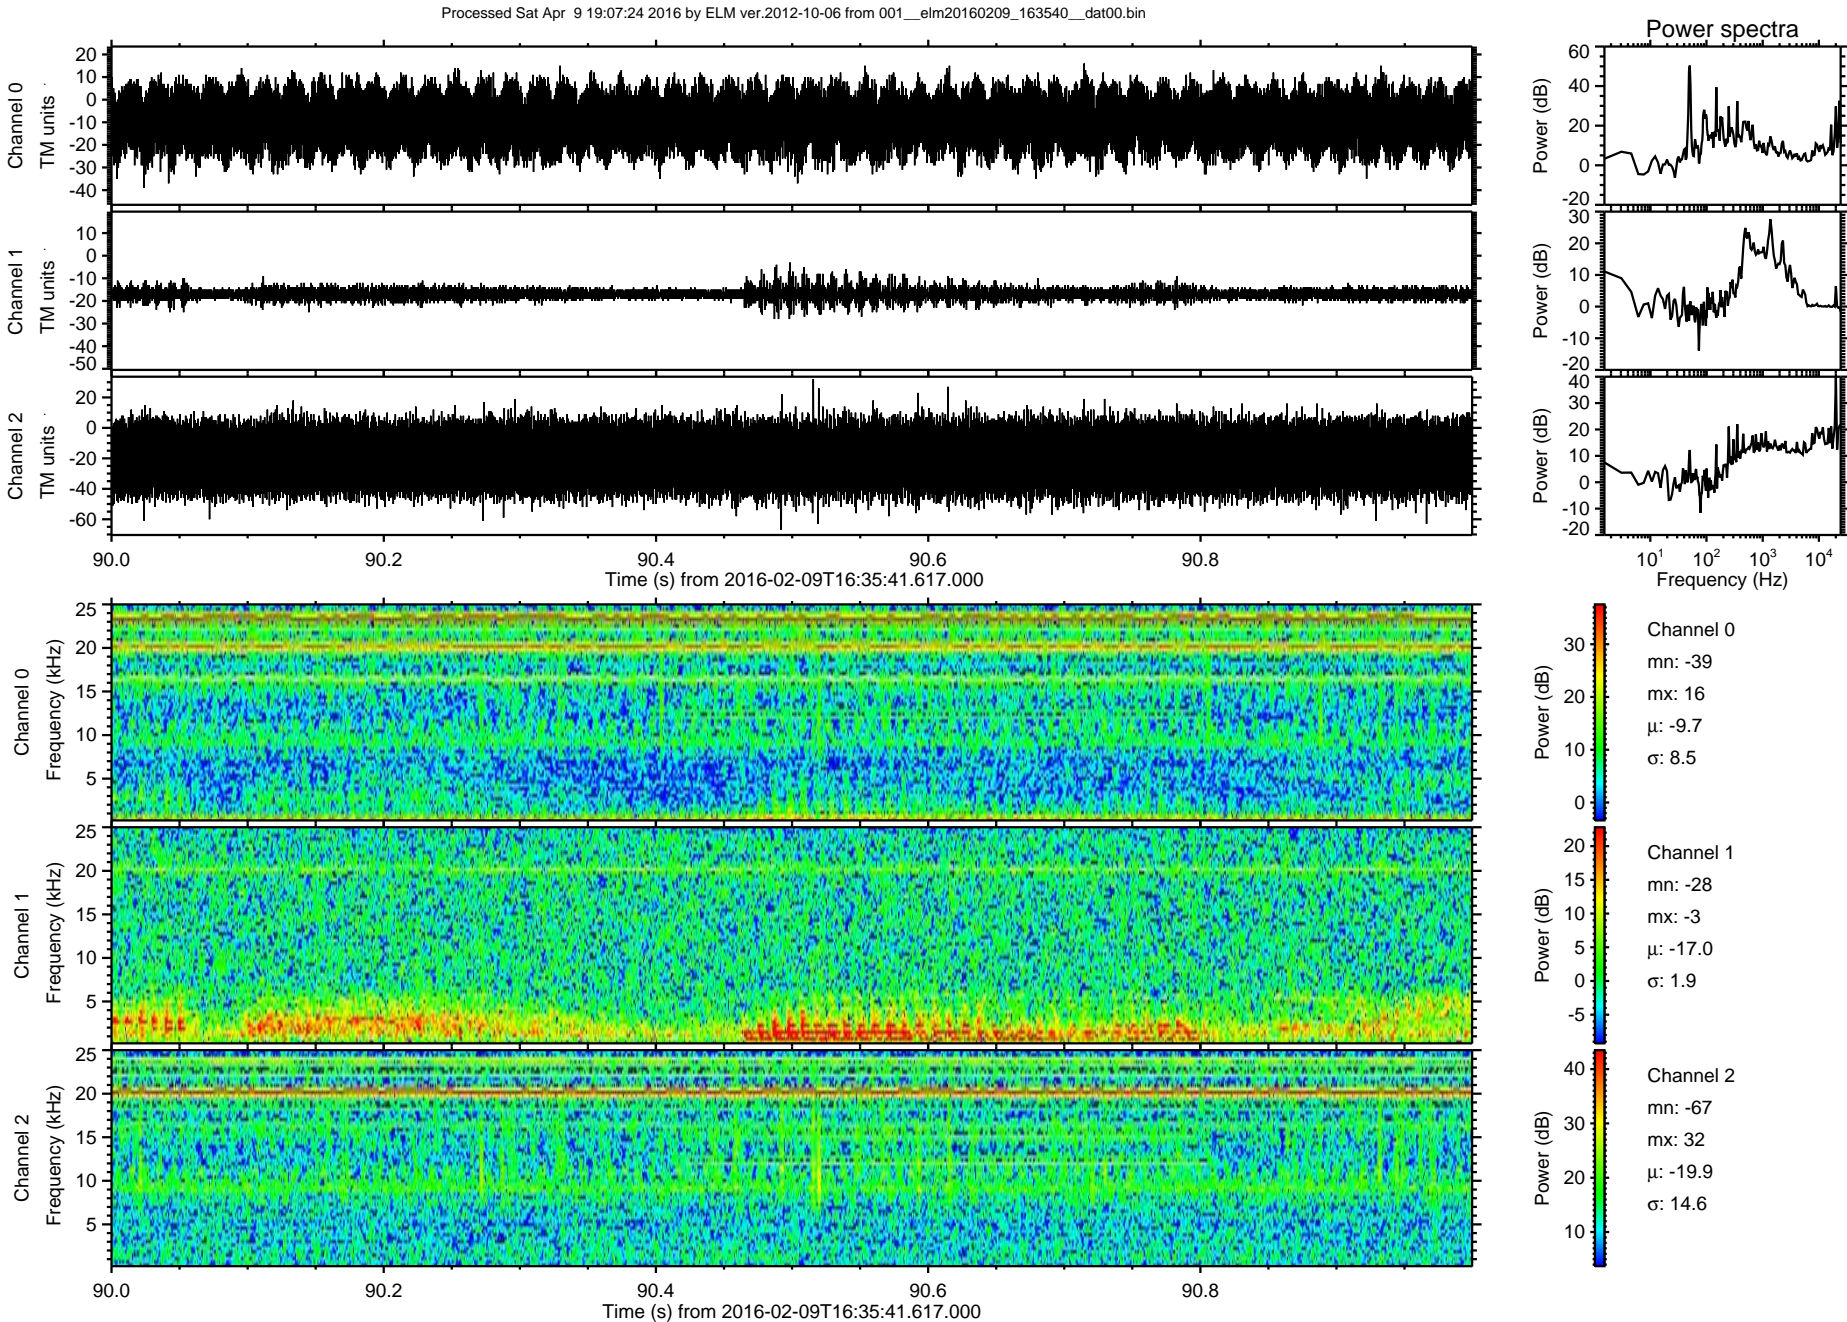 Processed Sat Apr  9 19:07:24 2016 by ELM ver.2012-10-06 from 001__elm20160209_163540__dat00.bin
Power spectra
Channel 0
TM units
20
10
0
-10
-20
-30
-40
Power (dB)
60
40
20
0
-20
Channel 1
TM units
10
0
-10
-20
-30
-40
-50
Power (dB)
30
20
10
0
-10
-20
Channel 2
TM units
20
0
-20
-40
-60
Power (dB)
40
30
20
10
0
-10
-20
90.0 90.2 90.4 90.6 90.8
Time (s) from 2016-02-09T16:35:41.617.000
10^1 10^2 10^3 10^4
Frequency (Hz)
Channel 0
Frequency (kHz)
25
20
15
10
5
Power (dB)
30
20
10
0
Channel 0
mn: -39
mx: 16
μ: -9.7
σ: 8.5
Channel 1
Frequency (kHz)
25
20
15
10
5
Power (dB)
20
15
10
5
0
-5
Channel 1
mn: -28
mx: -3
μ: -17.0
σ: 1.9
Channel 2
Frequency (kHz)
25
20
15
10
5
Power (dB)
40
30
20
10
Channel 2
mn: -67
mx: 32
μ: -19.9
σ: 14.6
90.0 90.2 90.4 90.6 90.8
Time (s) from 2016-02-09T16:35:41.617.000